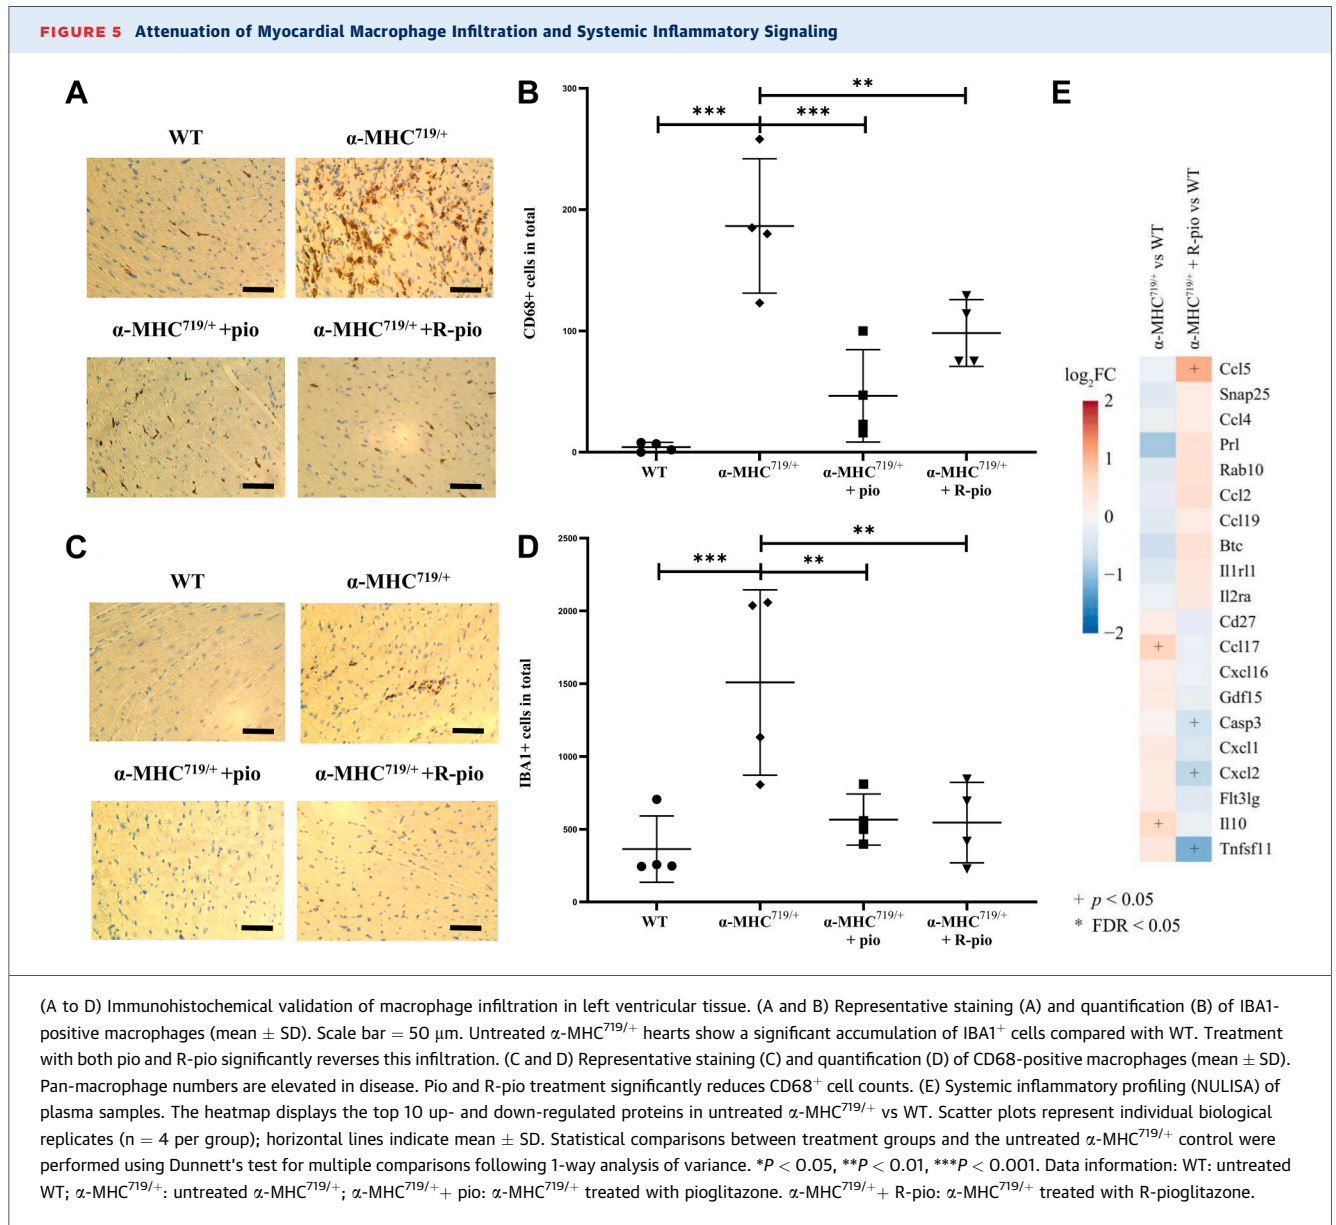 FIGURE 5 Attenuation of Myocardial Macrophage Infiltration and Systemic Inflammatory Signaling
A
WT
α-MHC719/+
α-MHC719/+ +pio
α-MHC719/+ +R-pio
B
CD68+ cells in total
300
200
100
0
***
***
**
WT
α-MHC719/+
α-MHC719/+ + pio
α-MHC719/+ + R-pio
C
WT
α-MHC719/+
α-MHC719/+ +pio
α-MHC719/+ +R-pio
D
IBA1+ cells in total
2500
2000
1500
1000
500
0
***
**
**
WT
α-MHC719/+
α-MHC719/+ + pio
α-MHC719/+ + R-pio
E
α-MHC719/+ vs WT
α-MHC719/+ + R-pio vs WT
log2FC
2
1
0
−1
−2
+ Ccl5
Snap25
Ccl4
Prl
Rab10
Ccl2
Ccl19
Btc
Il1rl1
Il2ra
Cd27
+ Ccl17
Cxcl16
Gdf15
+ Casp3
Cxcl1
+ Cxcl2
Flt3lg
+ Il10
+ Tnfsf11
+ p < 0.05
* FDR < 0.05
(A to D) Immunohistochemical validation of macrophage infiltration in left ventricular tissue. (A and B) Representative staining (A) and quantification (B) of IBA1-
positive macrophages (mean ± SD). Scale bar = 50 μm. Untreated α-MHC719/+ hearts show a significant accumulation of IBA1+ cells compared with WT. Treatment
with both pio and R-pio significantly reverses this infiltration. (C and D) Representative staining (C) and quantification (D) of CD68-positive macrophages (mean ± SD).
Pan-macrophage numbers are elevated in disease. Pio and R-pio treatment significantly reduces CD68+ cell counts. (E) Systemic inflammatory profiling (NULISA) of
plasma samples. The heatmap displays the top 10 up- and down-regulated proteins in untreated α-MHC719/+ vs WT. Scatter plots represent individual biological
replicates (n = 4 per group); horizontal lines indicate mean ± SD. Statistical comparisons between treatment groups and the untreated α-MHC719/+ control were
performed using Dunnett's test for multiple comparisons following 1-way analysis of variance. *P < 0.05, **P < 0.01, ***P < 0.001. Data information: WT: untreated
WT; α-MHC719/+: untreated α-MHC719/+; α-MHC719/++ pio: α-MHC719/+ treated with pioglitazone. α-MHC719/++ R-pio: α-MHC719/+ treated with R-pioglitazone.